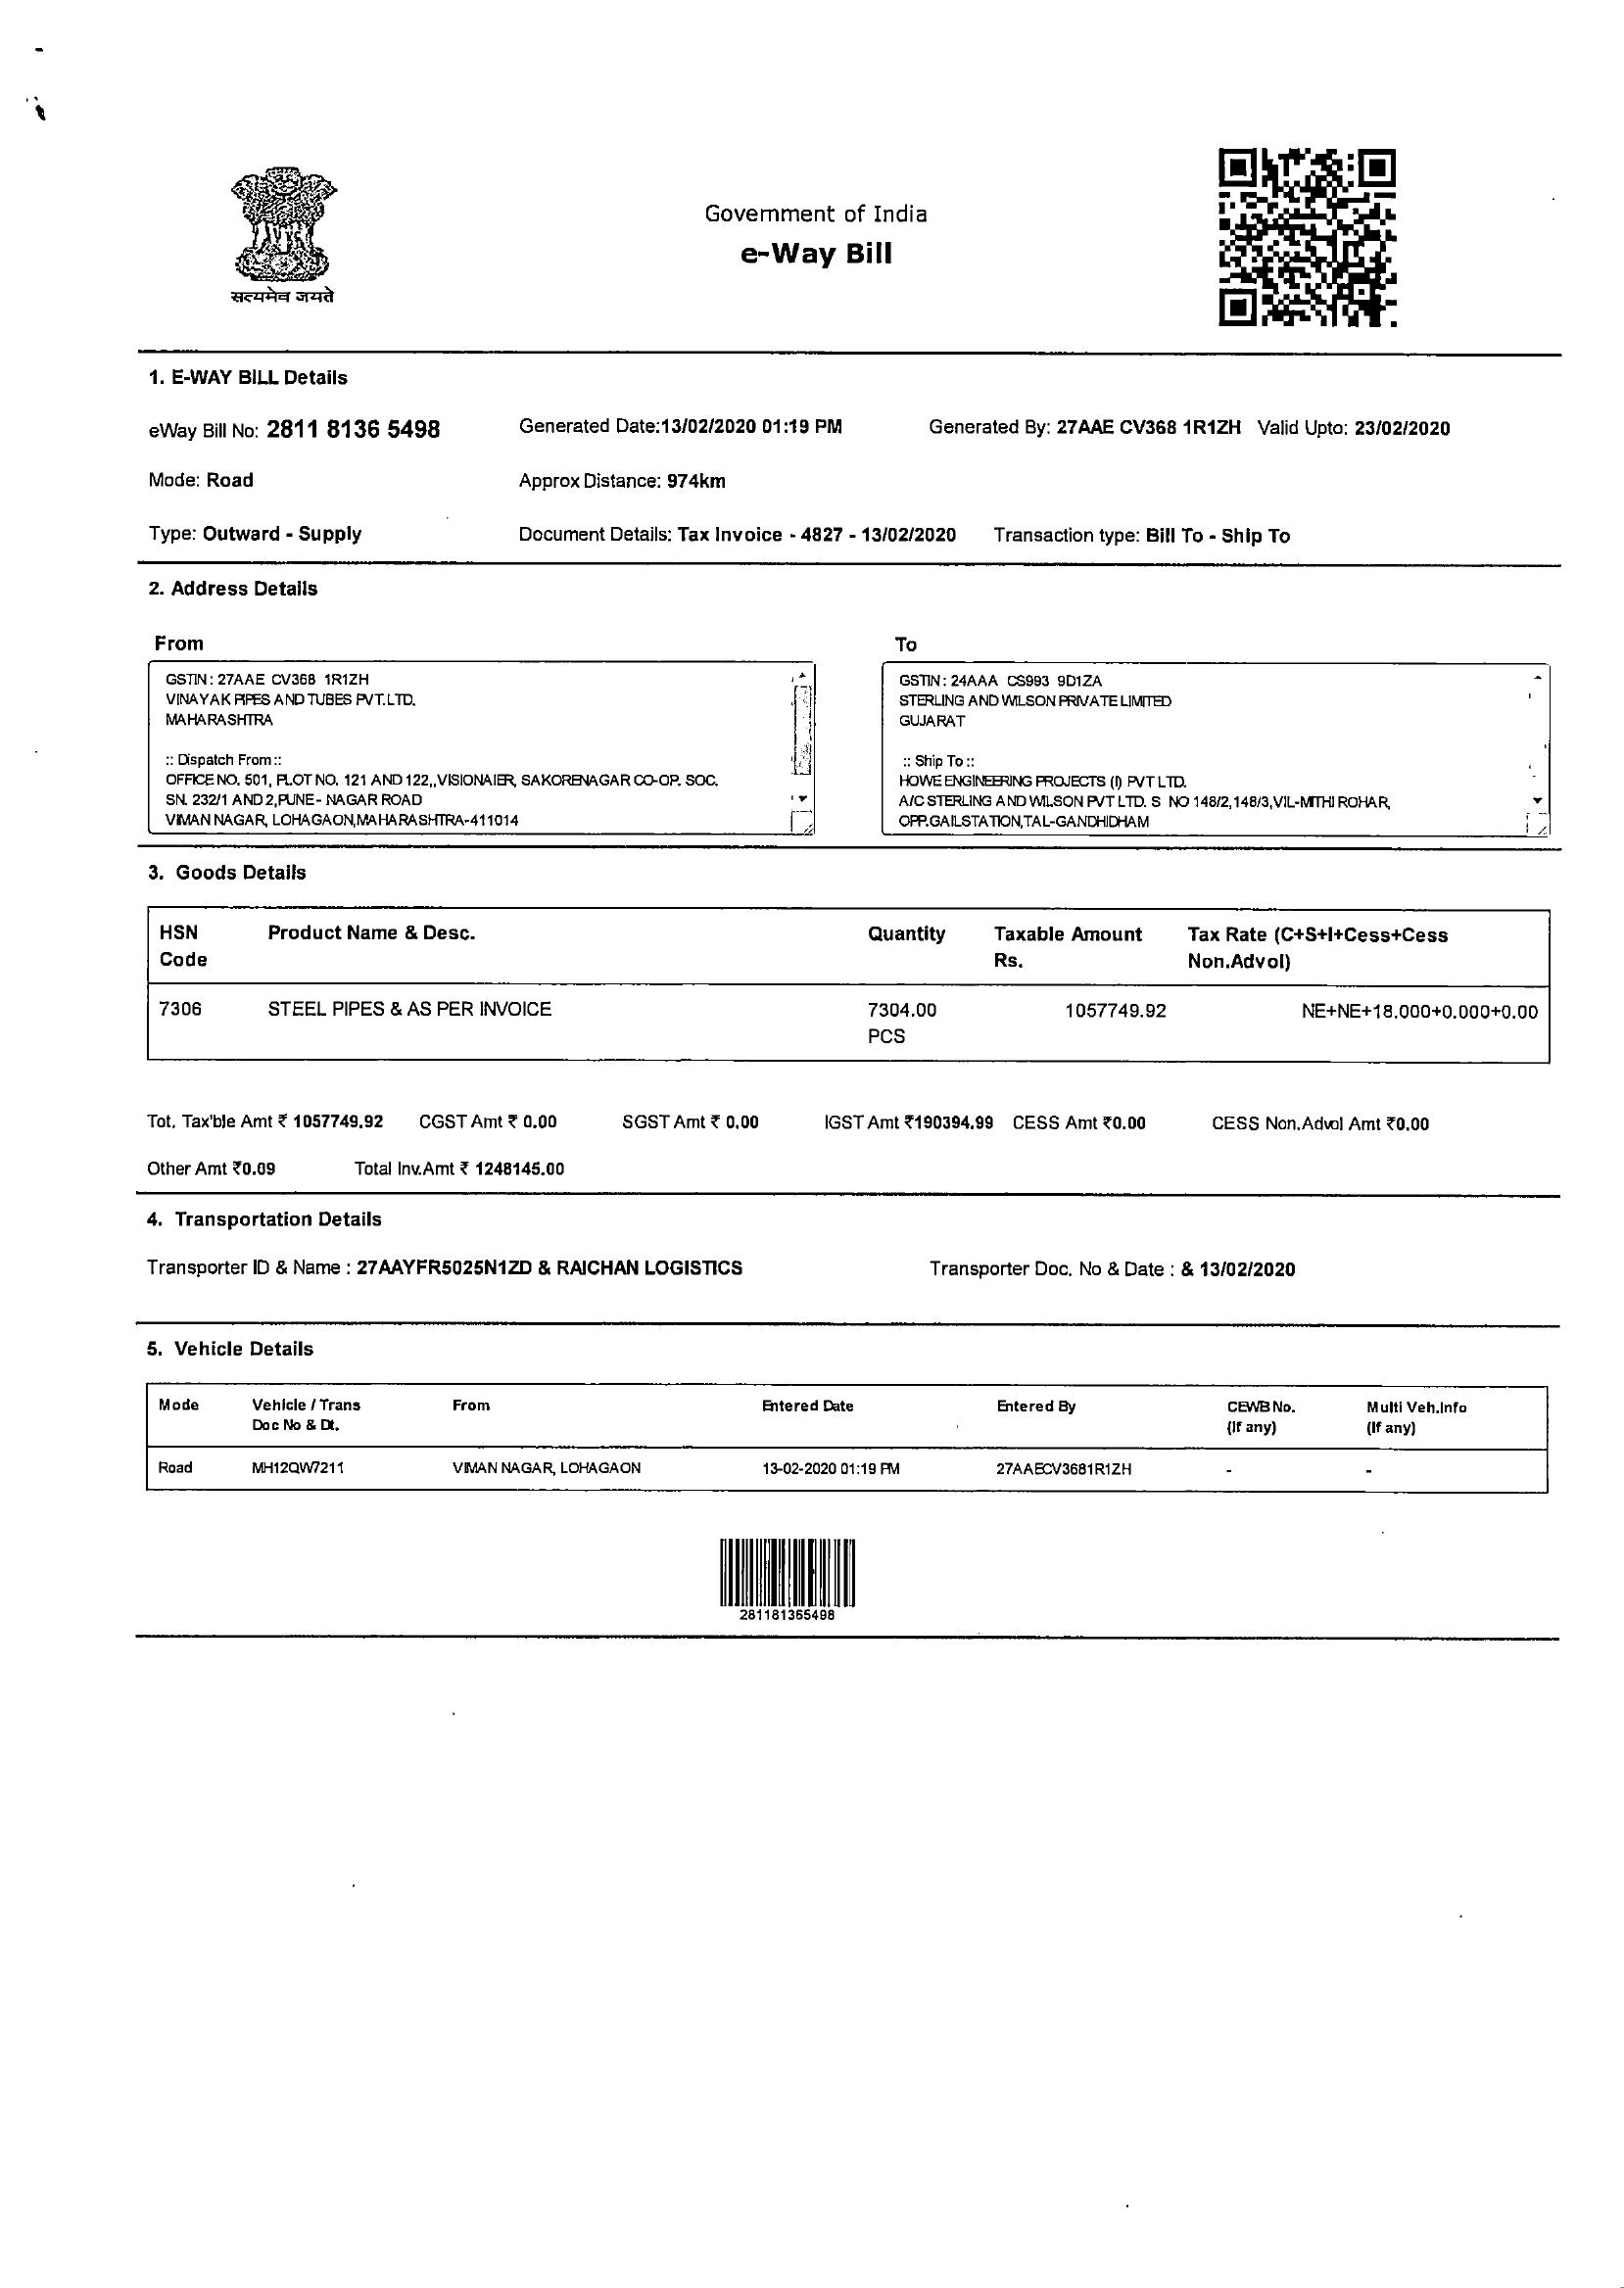 Government of India
e-Way Bill
सत्यमेव जयते
1. E-WAY BILL Details
eWay Bill No: 2811 8136 5498 Generated Date:13/02/2020 01:19 PM Generated By: 27AAE CV368 1R1ZH Valid Upto: 23/02/2020
Mode: Road Approx Distance: 974km
Type: Outward - Supply Document Details: Tax Invoice - 4827 - 13/02/2020 Transaction type: Bill To - Ship To
2. Address Details
From
GSTIN: 27AAE CV368 1R1ZH
VINAYAK PIPES AND TUBES PVT.LTD.
MAHARASHTRA
:: Dispatch From ::
OFFICE NO. 501, PLOT NO. 121 AND 122,,VISIONAIER, SAKORENAGAR CO-OP. SOC.
SN. 232/1 AND 2,PUNE- NAGAR ROAD
VIMAN NAGAR, LOHAGAON,MAHARASHTRA-411014
To
GSTIN: 24AAA CS993 9D1ZA
STERLING AND WILSON PRIVATE LIMITED
GUJARAT
:: Ship To ::
HOWE ENGINEERING PROJECTS (I) PVT LTD.
A/C STERLING AND WILSON PVT LTD. S NO 148/2,148/3,VIL-MITHI ROHAR,
OPP.GAILSTATION,TAL-GANDHIDHAM
3. Goods Details
HSN Code Product Name & Desc. Quantity Taxable Amount Rs. Tax Rate (C+S+I+Cess+Cess Non.Advol)
7306 STEEL PIPES & AS PER INVOICE 7304.00 PCS 1057749.92 NE+NE+18.000+0.000+0.00
Tot. Tax'ble Amt ₹ 1057749.92 CGST Amt ₹ 0.00 SGST Amt ₹ 0.00 IGST Amt ₹190394.99 CESS Amt ₹0.00 CESS Non.Advol Amt ₹0.00
Other Amt ₹0.09 Total Inv.Amt ₹ 1248145.00
4. Transportation Details
Transporter ID & Name : 27AAYFR5025N1ZD & RAICHAN LOGISTICS Transporter Doc. No & Date : & 13/02/2020
5. Vehicle Details
Mode Vehicle / Trans Doc No & Dt. From Entered Date Entered By CEWB No. (If any) Multi Veh.Info (If any)
Road MH12QW7211 VIMAN NAGAR, LOHAGAON 13-02-2020 01:19 PM 27AAECV3681R1ZH - -
281181365498